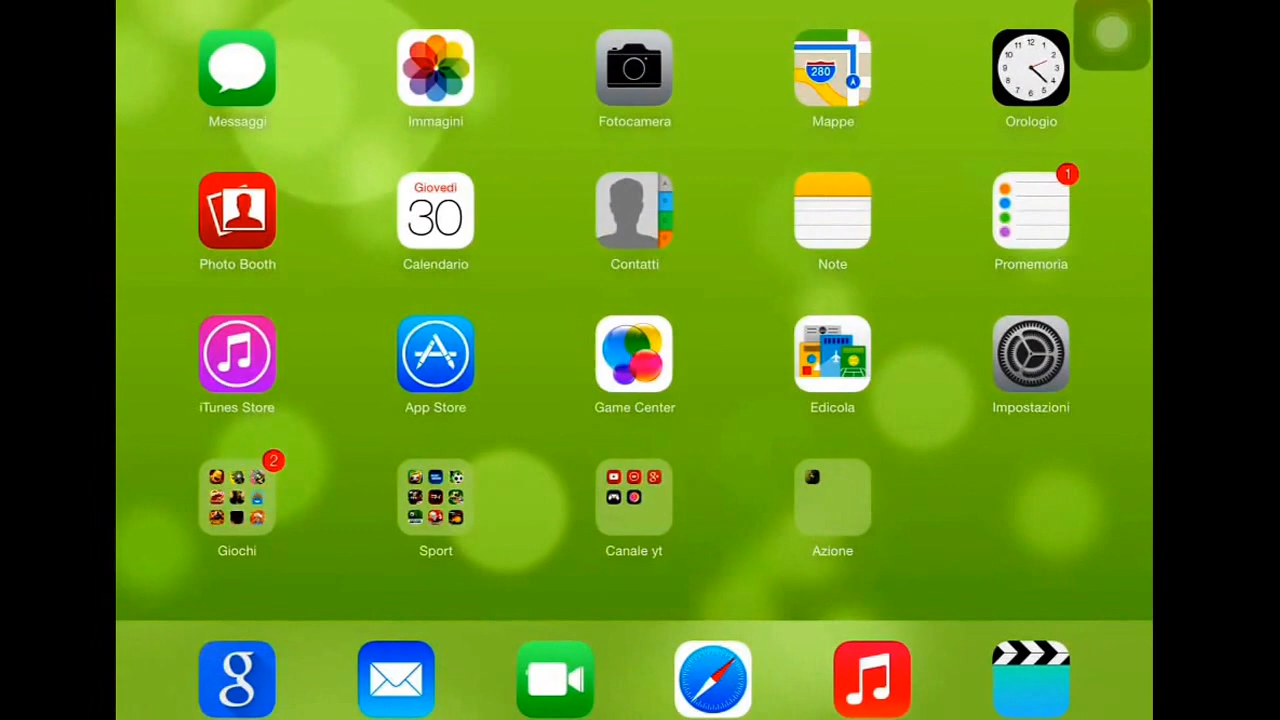 280
12
Messaggi
Immagini
Fotocamera
Mappe
Orologio
Giovedì
30
1
Photo Booth
Calendario
Contatti
Note
Promemoria
iTunes Store
App Store
Game Center
Edicola
Impostazioni
2
Giochi
Sport
Canale yt
Azione
g